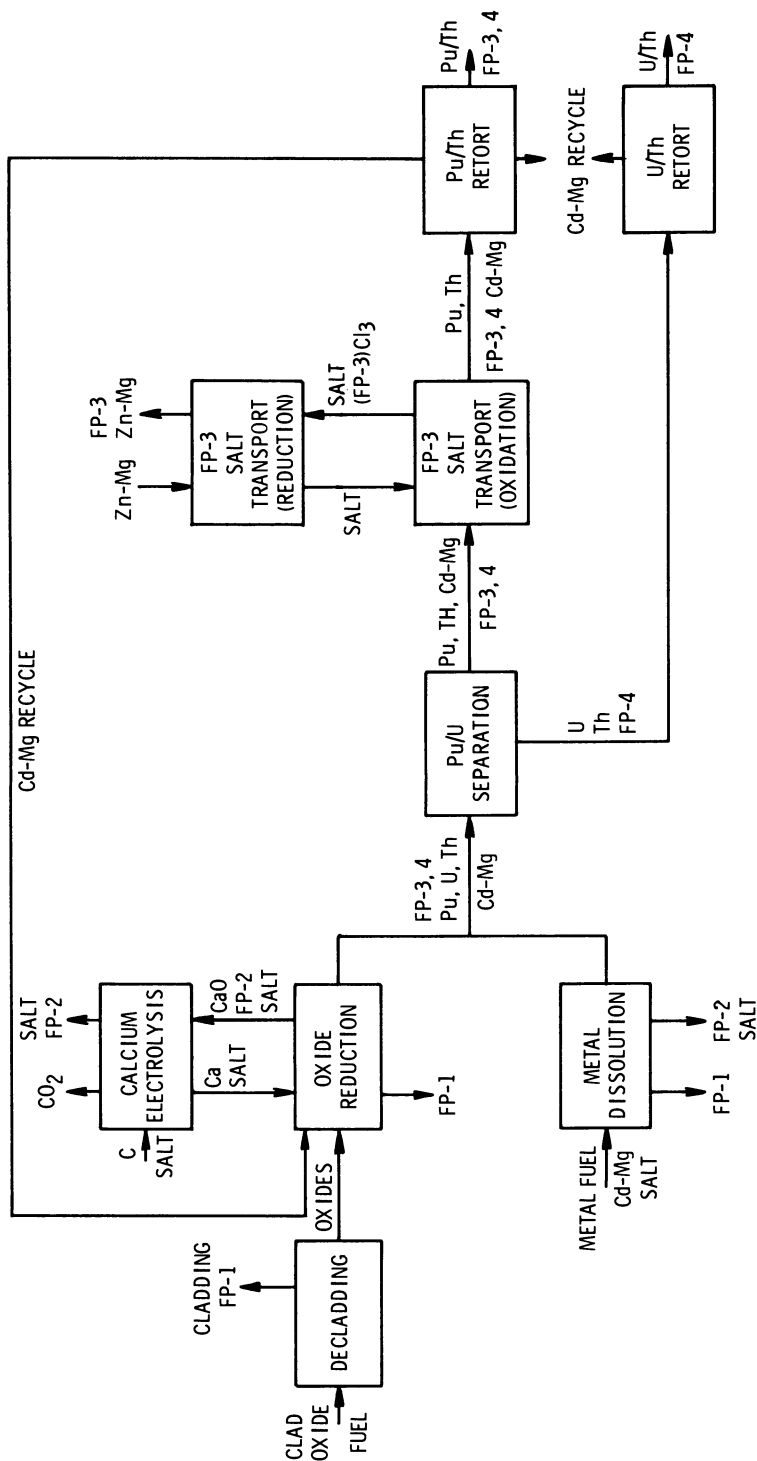 Cd-Mg RECYCLE
CLAD
OXIDE
FUEL
DECLADDING
CLADDING
FP-1
OXIDES
C
SALT
CO2
SALT
FP-2
CALCIUM
ELECTROLYSIS
Ca
SALT
CaO
FP-2
SALT
OXIDE
REDUCTION
FP-1
METAL FUEL
Cd-Mg
SALT
METAL
DISSOLUTION
FP-1
FP-2
SALT
FP-3, 4
Pu, U, Th
Cd-Mg
Pu/U
SEPARATION
U
Th
FP-4
Pu, TH, Cd-Mg
FP-3, 4
Zn-Mg
FP-3
Zn-Mg
FP-3
SALT
TRANSPORT
(REDUCTION)
SALT
SALT
(FP-3)Cl3
FP-3
SALT
TRANSPORT
(OXIDATION)
Pu, Th
FP-3, 4 Cd-Mg
Pu/Th
RETORT
Pu/Th
FP-3, 4
Cd-Mg RECYCLE
U/Th
RETORT
U/Th
FP-4